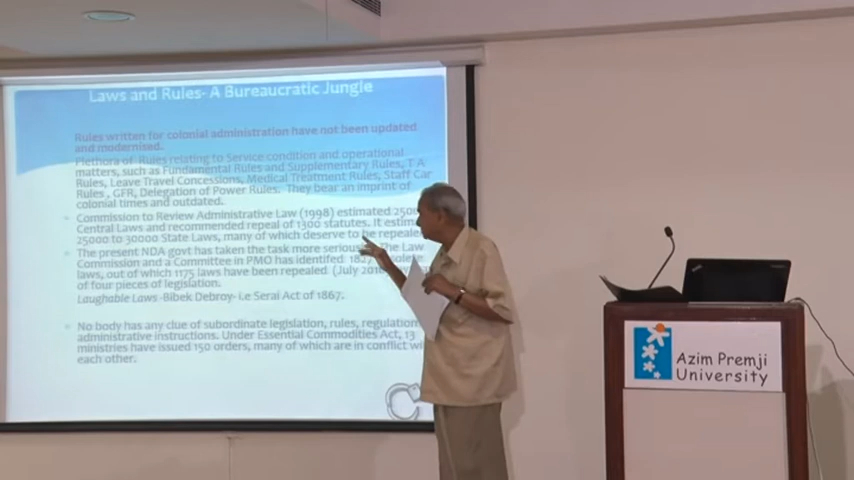 Laws and Rules- A Bureaucratic Jungle
Rules written for colonial administration have not been updated
and modernised.
Plethora of Rules relating to Service condition and operational
matters, such as Fundamental Rules and Supplementary Rules, T A
Rules, Leave Travel Concessions, Medical Treatment Rules, Staff Car
Rules , GFR, Delegation of Power Rules. They bear an imprint of
colonial times and outdated.
Commission to Review Administrative Law (1998) estimated
Central Laws and recommended repeal of 1300 statutes. It
25000 to 30000 State Laws, many of which deserve to be
The present NDA govt has taken the task more The Law
Commission and a Committee in PMO has identifed
laws, out of which 1175 laws have been repealed (July
of four pieces of legislation.
Laughable Laws -Bibek Debroy- i.e Serai Act of 1867.
No body has any clue of subordinate legislation, rules,
administrative instructions. Under Essential Commodities Act, 13
ministries have issued 150 orders, many of which are in conflict
each other.
Azim Premji
University